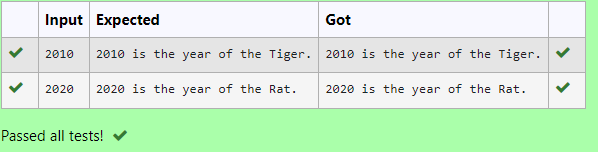 Input Expected Got
2010 2010 is the year of the Tiger. 2010 is the year of the Tiger.
2020 2020 is the year of the Rat. 2020 is the year of the Rat.
Passed all tests!